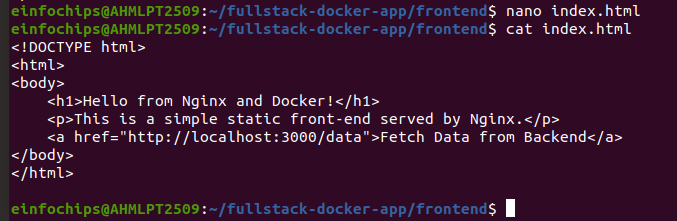 einfochips@AHMLPT2509:~/fullstack-docker-app/frontend$ nano index.html
einfochips@AHMLPT2509:~/fullstack-docker-app/frontend$ cat index.html
<!DOCTYPE html>
<html>
<body>
    <h1>Hello from Nginx and Docker!</h1>
    <p>This is a simple static front-end served by Nginx.</p>
    <a href="http://localhost:3000/data">Fetch Data from Backend</a>
</body>
</html>
einfochips@AHMLPT2509:~/fullstack-docker-app/frontend$